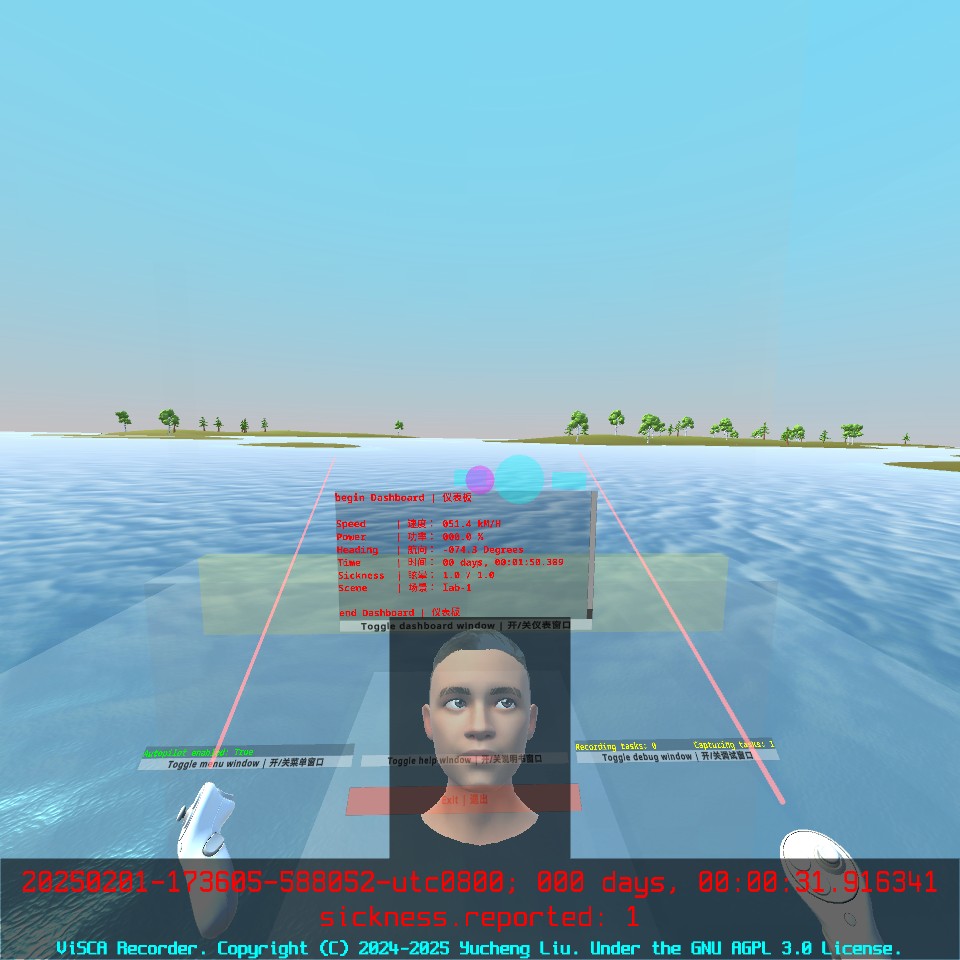 begin Dashboard | 仪表板
Speed | 速度: 051.4 kM/H
Power | 功率: 000.0 %
Heading | 航向: -074.3 Degrees
Time | 时间: 00 days, 00:01:50.389
Sickness | 眩晕: 1.0 / 1.0
Scene | 场景: lab-1
end Dashboard | 仪表板
Toggle dashboard window | 开/关仪表窗口
Autopilot enabled: True
Toggle menu window | 开/关菜单窗口
Toggle help window | 开/关说明书窗口
Recording tasks: 0 Capturing tasks: 1
Toggle debug window | 开/关调试窗口
Exit | 退出
20250201-173605-588052-utc0800; 000 days, 00:00:31.916341
sickness.reported: 1
ViSCA Recorder. Copyright (C) 2024-2025 Yucheng Liu. Under the GNU AGPL 3.0 License.